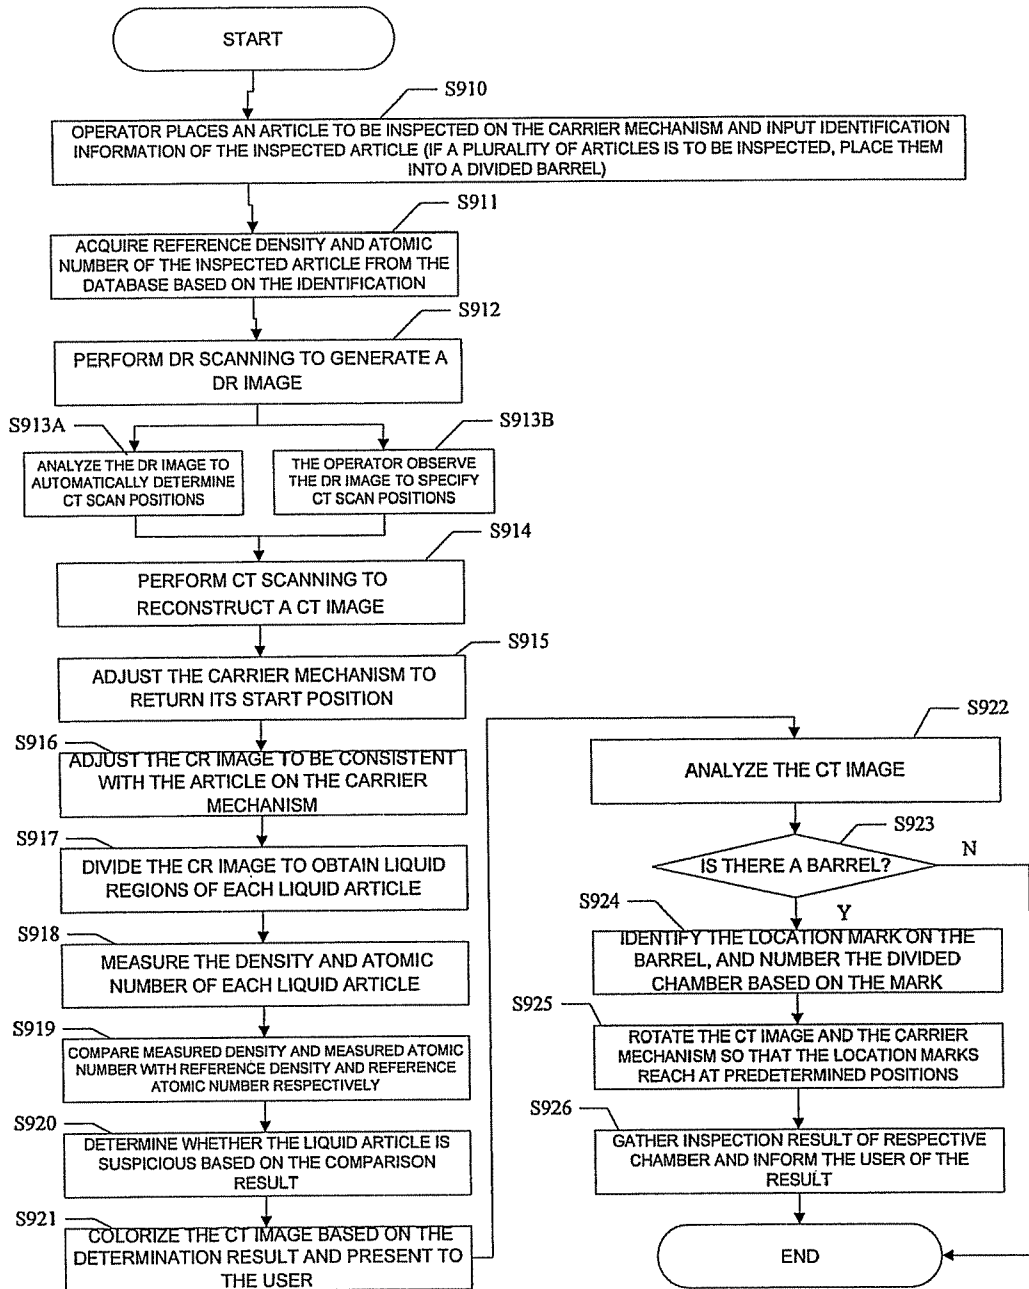 START
S910
OPERATOR PLACES AN ARTICLE TO BE INSPECTED ON THE CARRIER MECHANISM AND INPUT IDENTIFICATION
INFORMATION OF THE INSPECTED ARTICLE (IF A PLURALITY OF ARTICLES IS TO BE INSPECTED, PLACE THEM
INTO A DIVIDED BARREL)
S911
ACQUIRE REFERENCE DENSITY AND ATOMIC
NUMBER OF THE INSPECTED ARTICLE FROM THE
DATABASE BASED ON THE IDENTIFICATION
S912
PERFORM DR SCANNING TO GENERATE A
DR IMAGE
S913A
ANALYZE THE DR IMAGE TO
AUTOMATICALLY DETERMINE
CT SCAN POSITIONS
S913B
THE OPERATOR OBSERVE
THE DR IMAGE TO SPECIFY
CT SCAN POSITIONS
S914
PERFORM CT SCANNING TO
RECONSTRUCT A CT IMAGE
S915
ADJUST THE CARRIER MECHANISM TO
RETURN ITS START POSITION
S916
ADJUST THE CR IMAGE TO BE CONSISTENT
WITH THE ARTICLE ON THE CARRIER
MECHANISM
S917
DIVIDE THE CR IMAGE TO OBTAIN LIQUID
REGIONS OF EACH LIQUID ARTICLE
S918
MEASURE THE DENSITY AND ATOMIC
NUMBER OF EACH LIQUID ARTICLE
S919
COMPARE MEASURED DENSITY AND MEASURED ATOMIC
NUMBER WITH REFERENCE DENSITY AND REFERENCE
ATOMIC NUMBER RESPECTIVELY
S920
DETERMINE WHETHER THE LIQUID ARTICLE IS
SUSPICIOUS BASED ON THE COMPARISON
RESULT
S921
COLORIZE THE CT IMAGE BASED ON THE
DETERMINATION RESULT AND PRESENT TO
THE USER
S922
ANALYZE THE CT IMAGE
S923
IS THERE A BARREL?
N
Y
S924
IDENTIFY THE LOCATION MARK ON THE
BARREL, AND NUMBER THE DIVIDED
CHAMBER BASED ON THE MARK
S925
ROTATE THE CT IMAGE AND THE CARRIER
MECHANISM SO THAT THE LOCATION MARKS
REACH AT PREDETERMINED POSITIONS
S926
GATHER INSPECTION RESULT OF RESPECTIVE
CHAMBER AND INFORM THE USER OF THE
RESULT
END